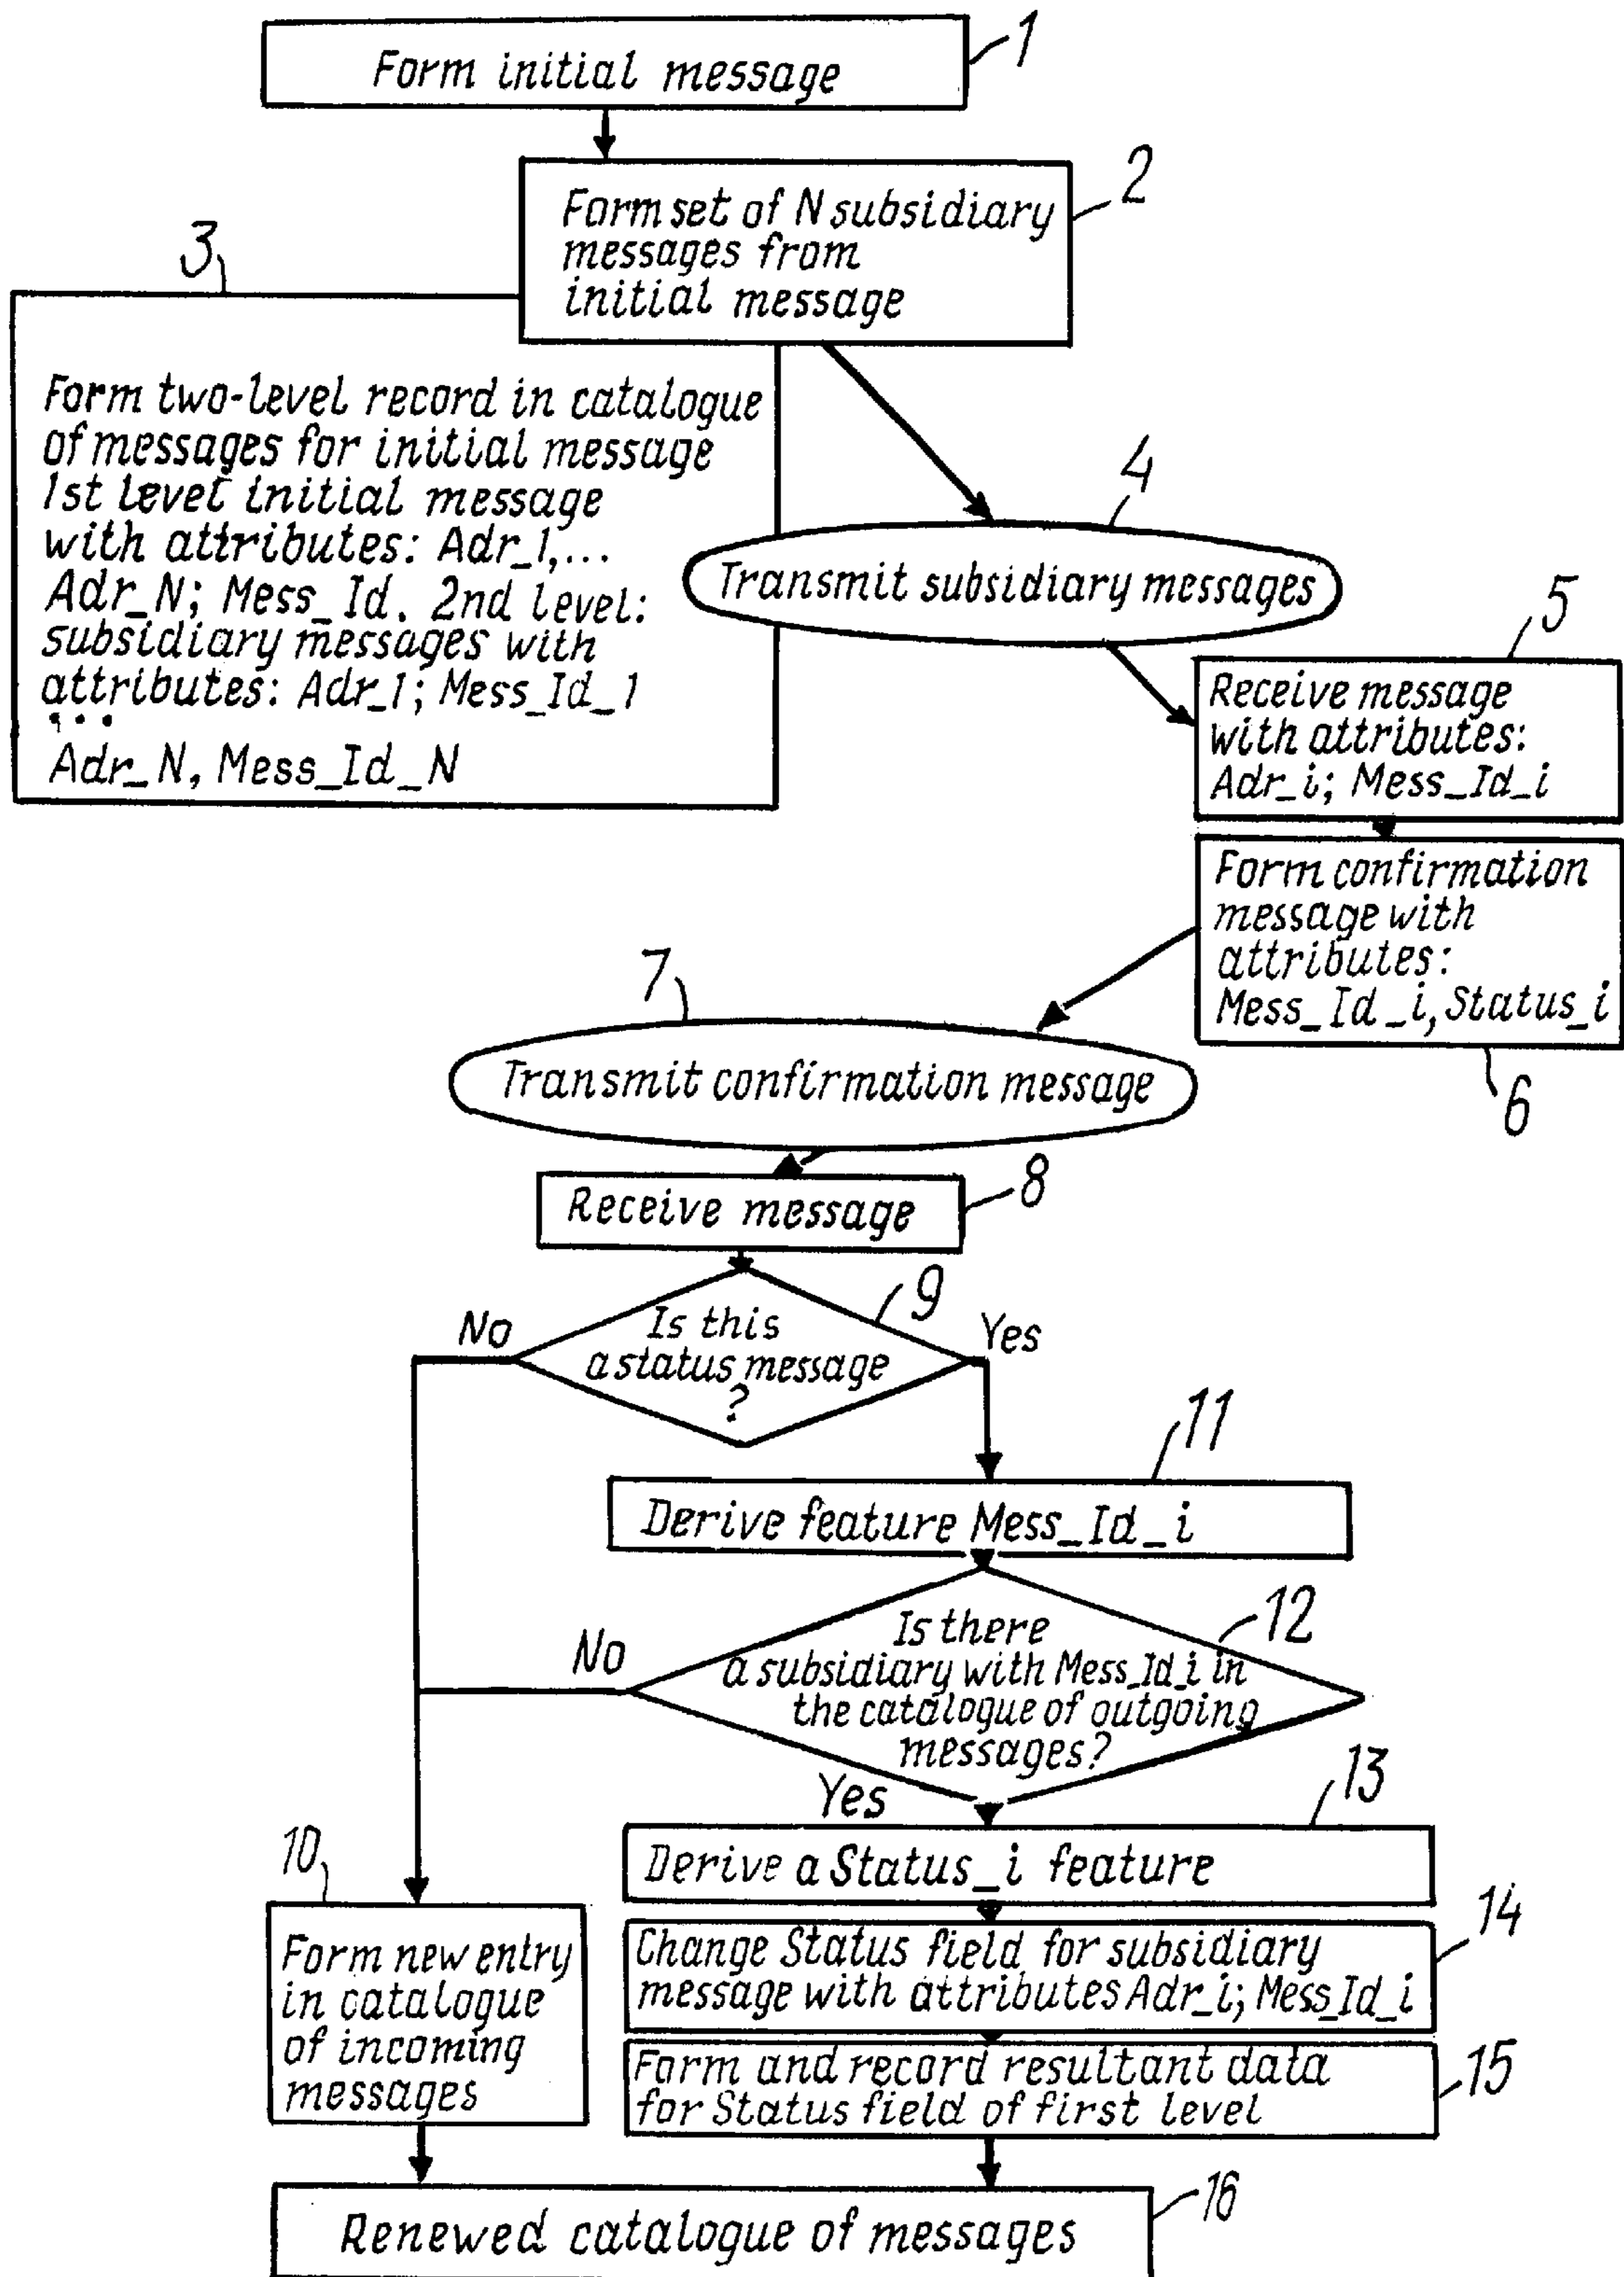 1
Form initial message
2
Form set of N subsidiary
messages from
initial message
3
Form two-level record in catalogue
of messages for initial message
1st level initial message
with attributes: Adr_1,...
Adr_N; Mess_Id. 2nd level:
subsidiary messages with
attributes: Adr_1; Mess_Id_1
...
Adr_N, Mess_Id_N
4
Transmit subsidiary messages
5
Receive message
with attributes:
Adr_i; Mess_Id_i
Form confirmation
message with
attributes:
Mess_Id_i, Status_i
6
7
Transmit confirmation message
8
Receive message
9
No
Yes
Is this
a status message
?
11
Derive feature Mess_Id_i
12
No
Is there
a subsidiary with Mess_Id_i in
the catalogue of outgoing
messages?
Yes
13
Derive a Status_i feature
10
Form new entry
in catalogue
of incoming
messages
14
Change Status field for subsidiary
message with attributes Adr_i; Mess_Id_i
15
Form and record resultant data
for Status field of first level
16
Renewed catalogue of messages